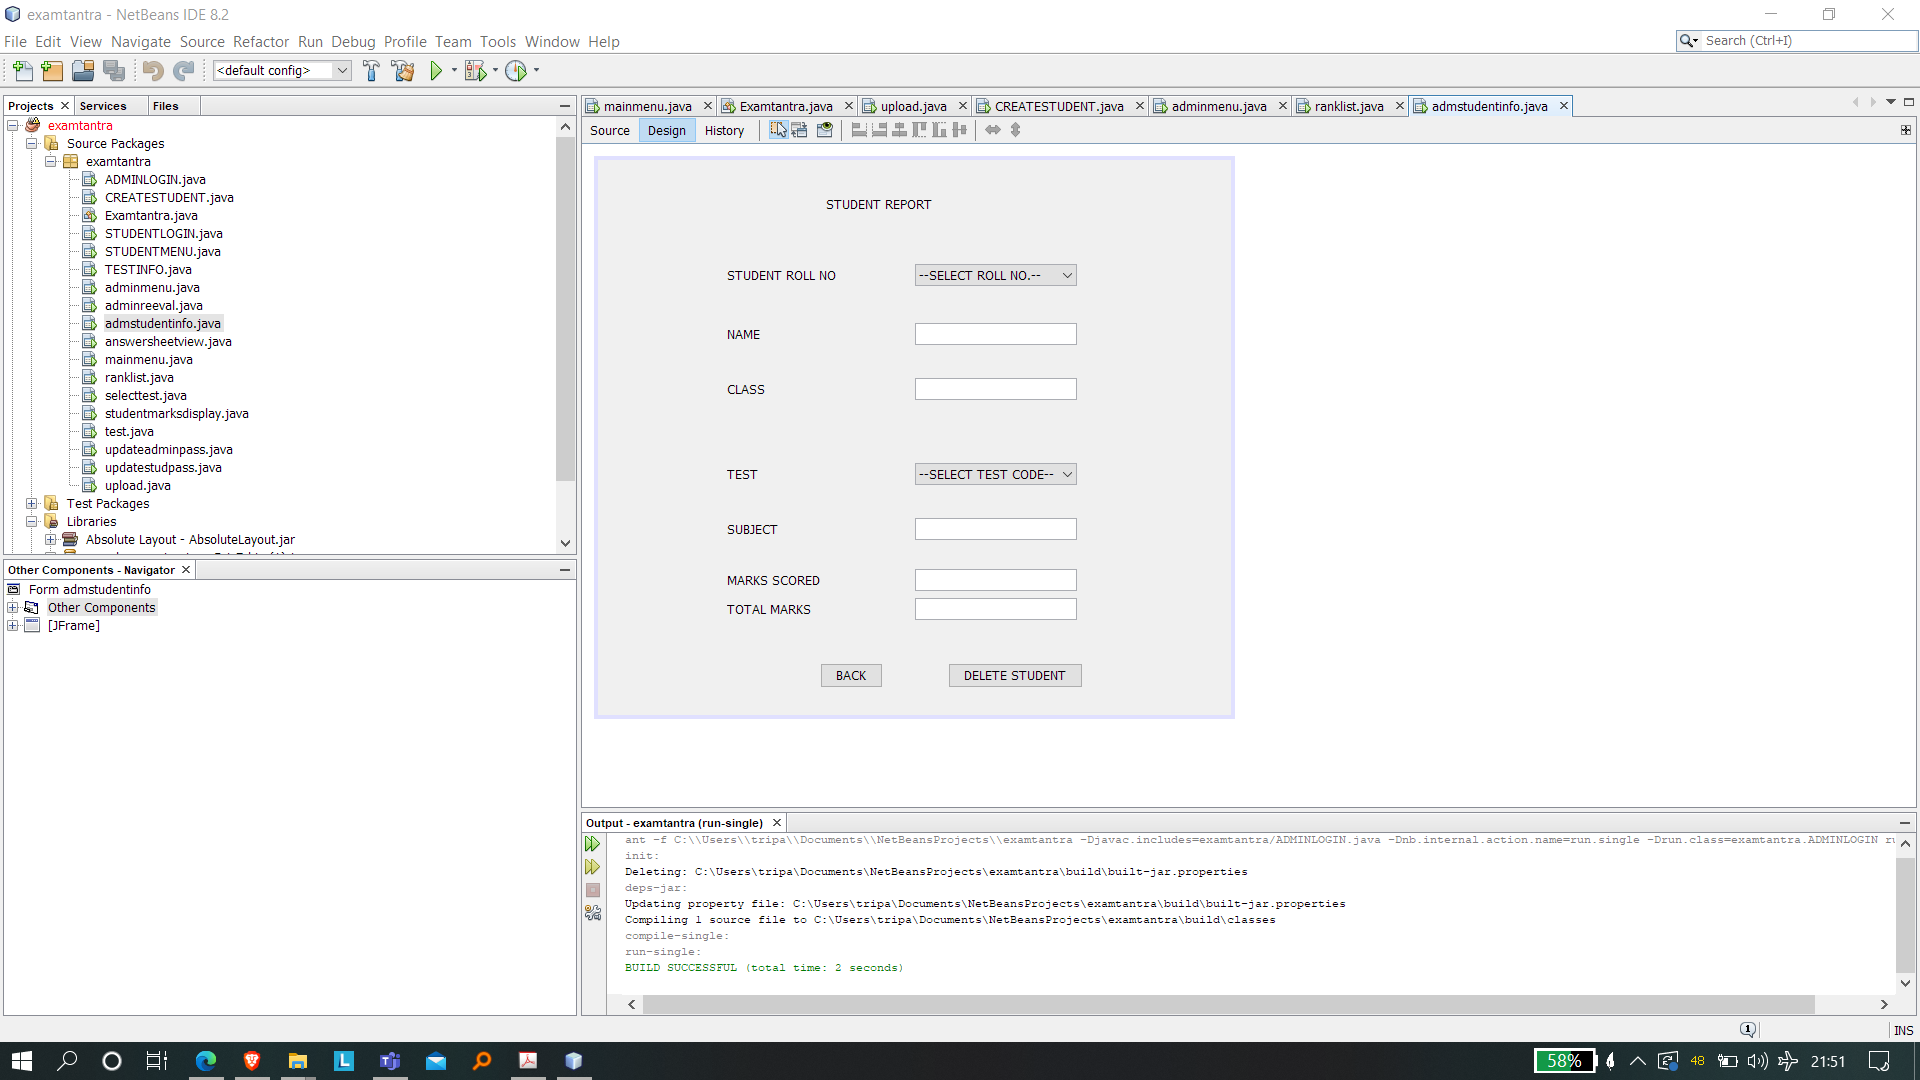 examtantra - NetBeans IDE 8.2
File Edit View Navigate Source Refactor Run Debug Profile Team Tools Window Help
Search (Ctrl+I)
<default config>
Projects Services Files
mainmenu.java Examtantra.java upload.java CREATESTUDENT.java adminmenu.java ranklist.java admstudentinfo.java
Source Design History
examtantra
Source Packages
examtantra
ADMINLOGIN.java
CREATESTUDENT.java
Examtantra.java
STUDENTLOGIN.java
STUDENTMENU.java
TESTINFO.java
adminmenu.java
adminreeval.java
admstudentinfo.java
answersheetview.java
mainmenu.java
ranklist.java
selecttest.java
studentmarksdisplay.java
test.java
updateadminpass.java
updatestudpass.java
upload.java
Test Packages
Libraries
Absolute Layout - AbsoluteLayout.jar
Other Components - Navigator
Form admstudentinfo
Other Components
[JFrame]
STUDENT REPORT
STUDENT ROLL NO --SELECT ROLL NO.--
NAME
CLASS
TEST --SELECT TEST CODE--
SUBJECT
MARKS SCORED
TOTAL MARKS
BACK DELETE STUDENT
Output - examtantra (run-single)
ant -f C:\\Users\\tripa\\Documents\\NetBeansProjects\\examtantra -Djavac.includes=examtantra/ADMINLOGIN.java -Dnb.internal.action.name=run.single -Drun.class=examtantra.ADMINLOGIN
init:
Deleting: C:\Users\tripa\Documents\NetBeansProjects\examtantra\build\built-jar.properties
deps-jar:
Updating property file: C:\Users\tripa\Documents\NetBeansProjects\examtantra\build\built-jar.properties
Compiling 1 source file to C:\Users\tripa\Documents\NetBeansProjects\examtantra\build\classes
compile-single:
run-single:
BUILD SUCCESSFUL (total time: 2 seconds)
1 INS
58% 48 21:51